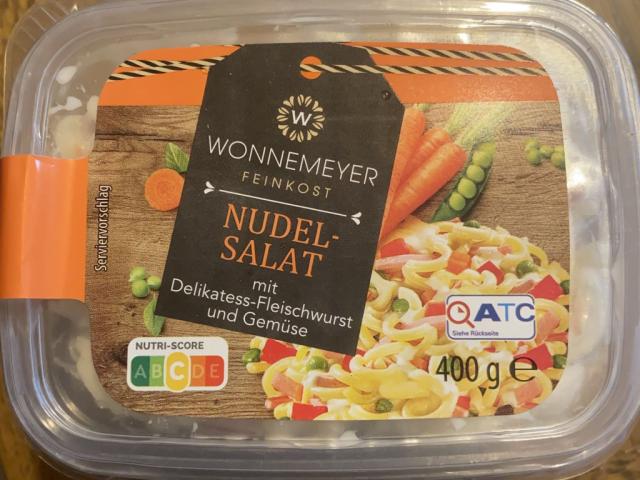 W
WONNEMEYER
FEINKOST
NUDEL-
SALAT
mit
Delikatess-Fleischwurst
und Gemüse
Serviervorschlag
NUTRI-SCORE
A B C D E
ATC
Siehe Rückseite
400 g e